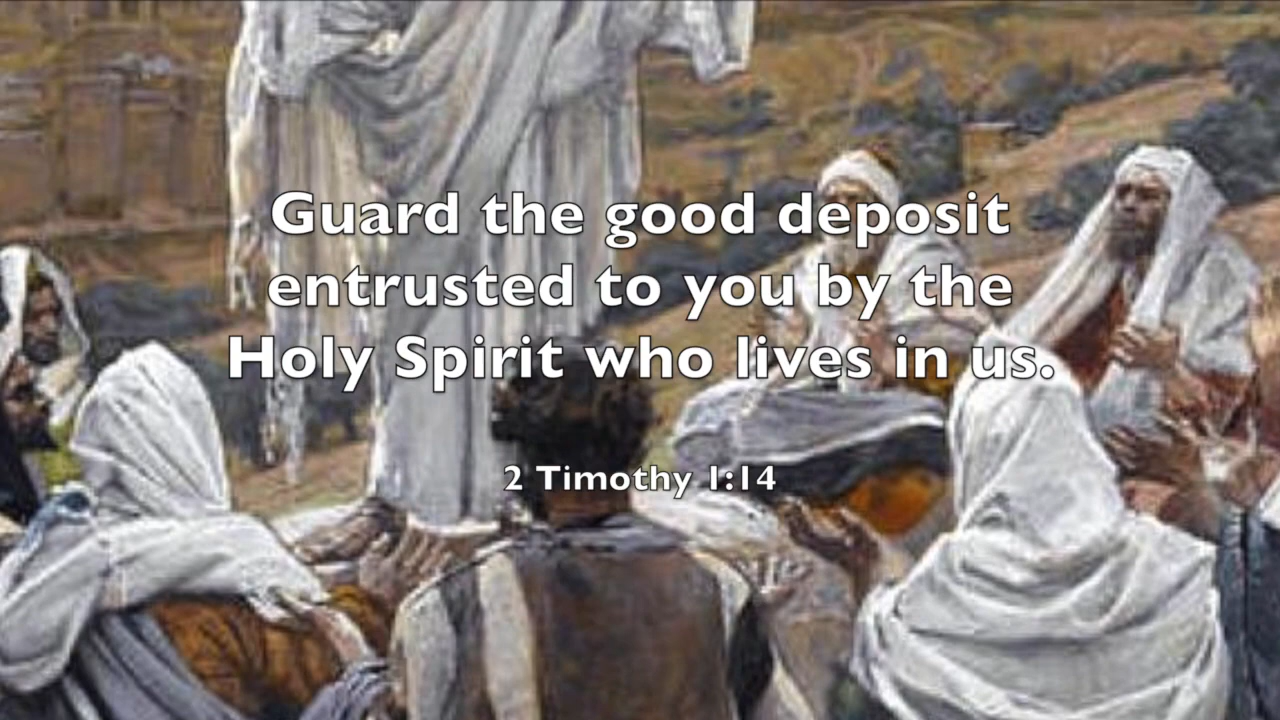 Guard the good deposit
entrusted to you by the
Holy Spirit who lives in us.
2 Timothy 1:14